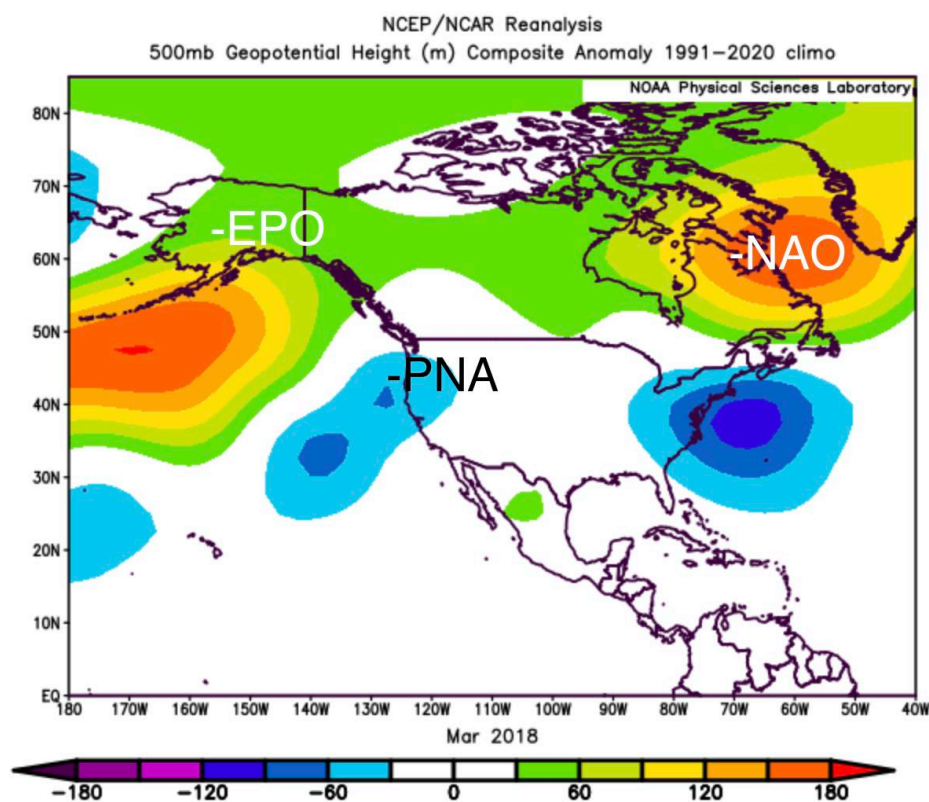 NCEP/NCAR Reanalysis
500mb Geopotential Height (m) Composite Anomaly 1991−2020 climo
NOAA Physical Sciences Laboratory
80N
70N
-EPO
-NAO
60N
50N
-PNA
40N
30N
20N
10N
EQ
180 170W 160W 150W 140W 130W 120W 110W 100W 90W 80W 70W 60W 50W 40W
Mar 2018
−180 −120 −60 0 60 120 180